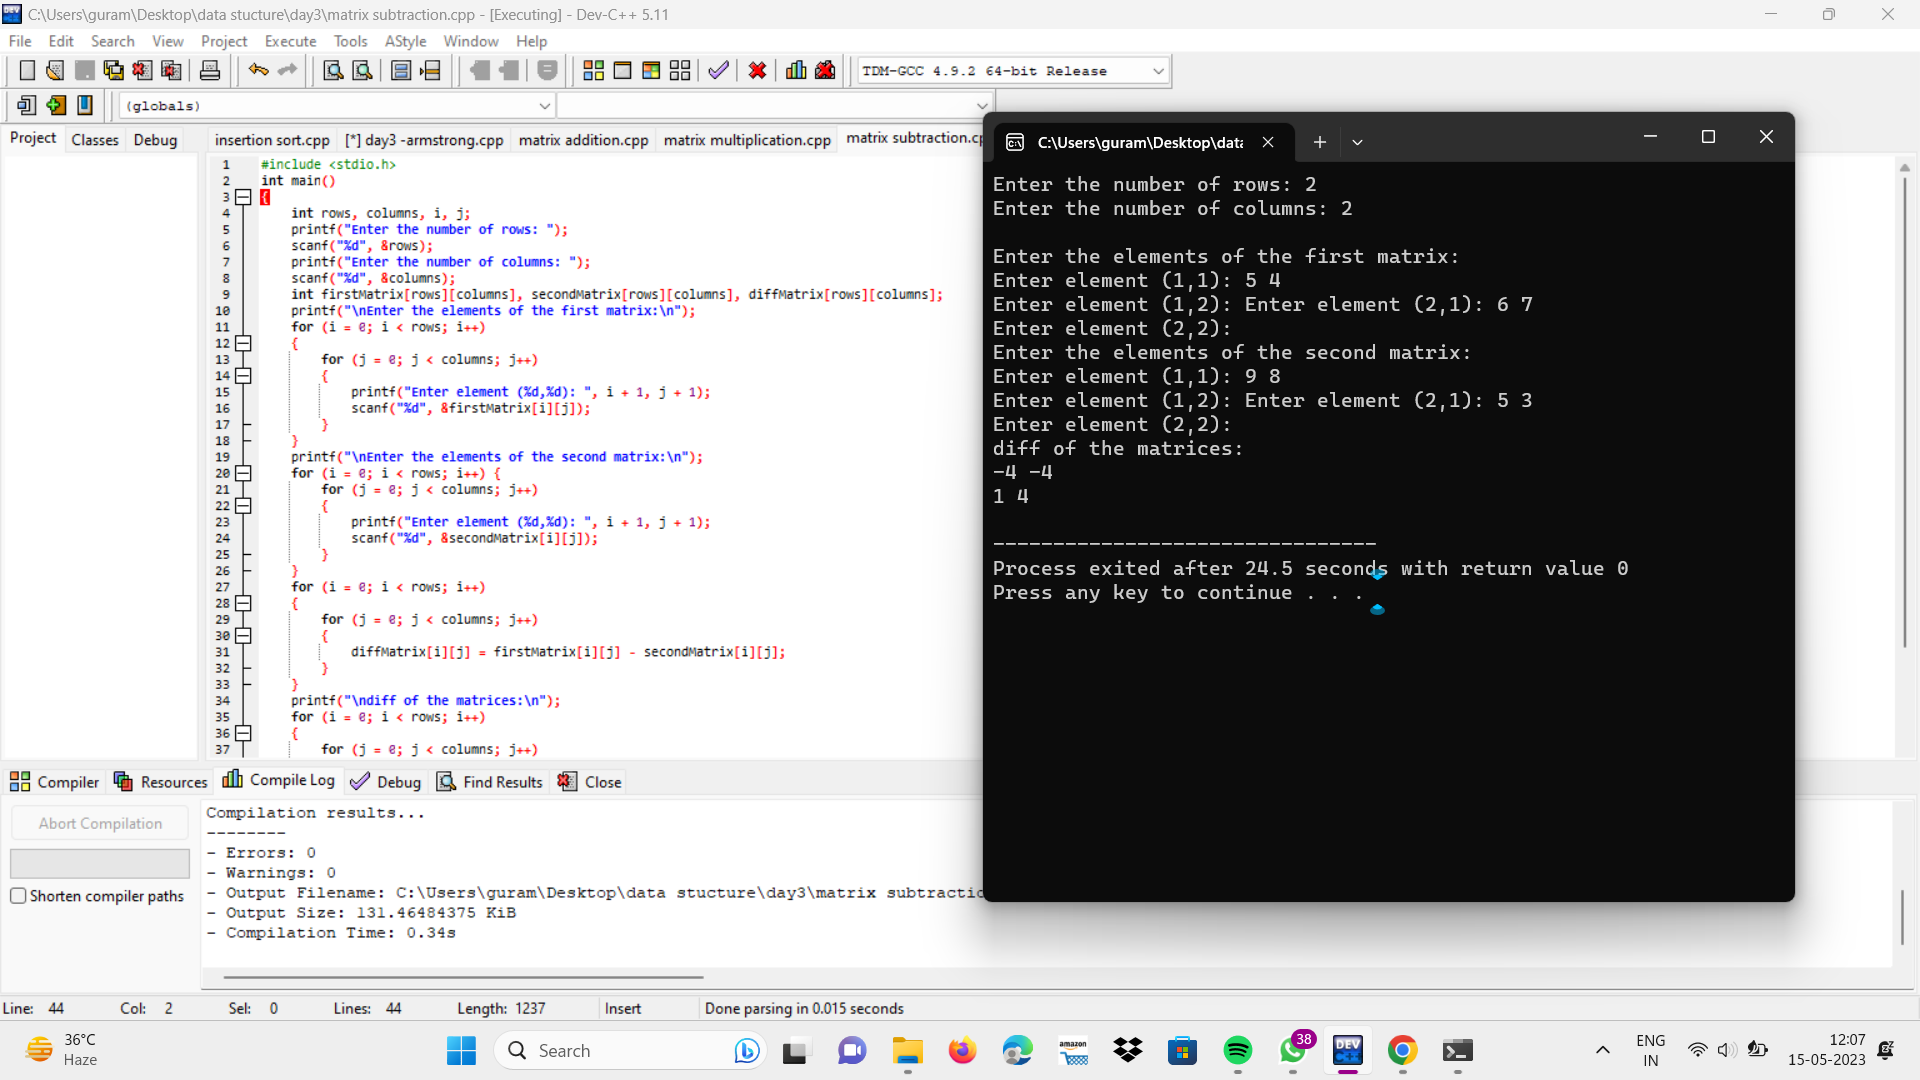 C:\Users\guram\Desktop\data stucture\day3\matrix subtraction.cpp - [Executing] - Dev-C++ 5.11
File Edit Search View Project Execute Tools AStyle Window Help
TDM-GCC 4.9.2 64-bit Release
(globals)
Project Classes Debug
insertion sort.cpp [*] day3 -armstrong.cpp matrix addition.cpp matrix multiplication.cpp matrix subtraction.cp
1 #include <stdio.h>
2 int main()
3 {
4 int rows, columns, i, j;
5 printf("Enter the number of rows: ");
6 scanf("%d", &rows);
7 printf("Enter the number of columns: ");
8 scanf("%d", &columns);
9 int firstMatrix[rows][columns], secondMatrix[rows][columns], diffMatrix[rows][columns];
10 printf("\nEnter the elements of the first matrix:\n");
11 for (i = 0; i < rows; i++)
12 {
13 for (j = 0; j < columns; j++)
14 {
15 printf("Enter element (%d,%d): ", i + 1, j + 1);
16 scanf("%d", &firstMatrix[i][j]);
17 }
18 }
19 printf("\nEnter the elements of the second matrix:\n");
20 for (i = 0; i < rows; i++) {
21 for (j = 0; j < columns; j++)
22 {
23 printf("Enter element (%d,%d): ", i + 1, j + 1);
24 scanf("%d", &secondMatrix[i][j]);
25 }
26 }
27 for (i = 0; i < rows; i++)
28 {
29 for (j = 0; j < columns; j++)
30 {
31 diffMatrix[i][j] = firstMatrix[i][j] - secondMatrix[i][j];
32 }
33 }
34 printf("\ndiff of the matrices:\n");
35 for (i = 0; i < rows; i++)
36 {
37 for (j = 0; j < columns; j++)
C:\Users\guram\Desktop\data
Enter the number of rows: 2
Enter the number of columns: 2
Enter the elements of the first matrix:
Enter element (1,1): 5 4
Enter element (1,2): Enter element (2,1): 6 7
Enter element (2,2):
Enter the elements of the second matrix:
Enter element (1,1): 9 8
Enter element (1,2): Enter element (2,1): 5 3
Enter element (2,2):
diff of the matrices:
-4 -4
1 4
--------------------------------
Process exited after 24.5 seconds with return value 0
Press any key to continue . . .
Compiler Resources Compile Log Debug Find Results Close
Abort Compilation
Shorten compiler paths
Compilation results...
--------
- Errors: 0
- Warnings: 0
- Output Filename: C:\Users\guram\Desktop\data stucture\day3\matrix subtractio
- Output Size: 131.46484375 KiB
- Compilation Time: 0.34s
Line: 44 Col: 2 Sel: 0 Lines: 44 Length: 1237 Insert Done parsing in 0.015 seconds
36°C
Haze
Search
amazon
38
DEV
C++
ENG
IN
12:07
15-05-2023